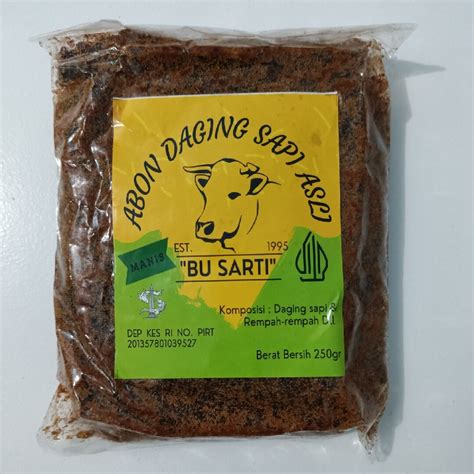 ABON DAGING SAPI ASLI
EST. 1995
MANIS
"BU SARTI"
Komposisi : Daging sapi &
Rempah-rempah Dll.
DEP KES RI NO. PIRT
201357801039527
Berat Bersih 250gr